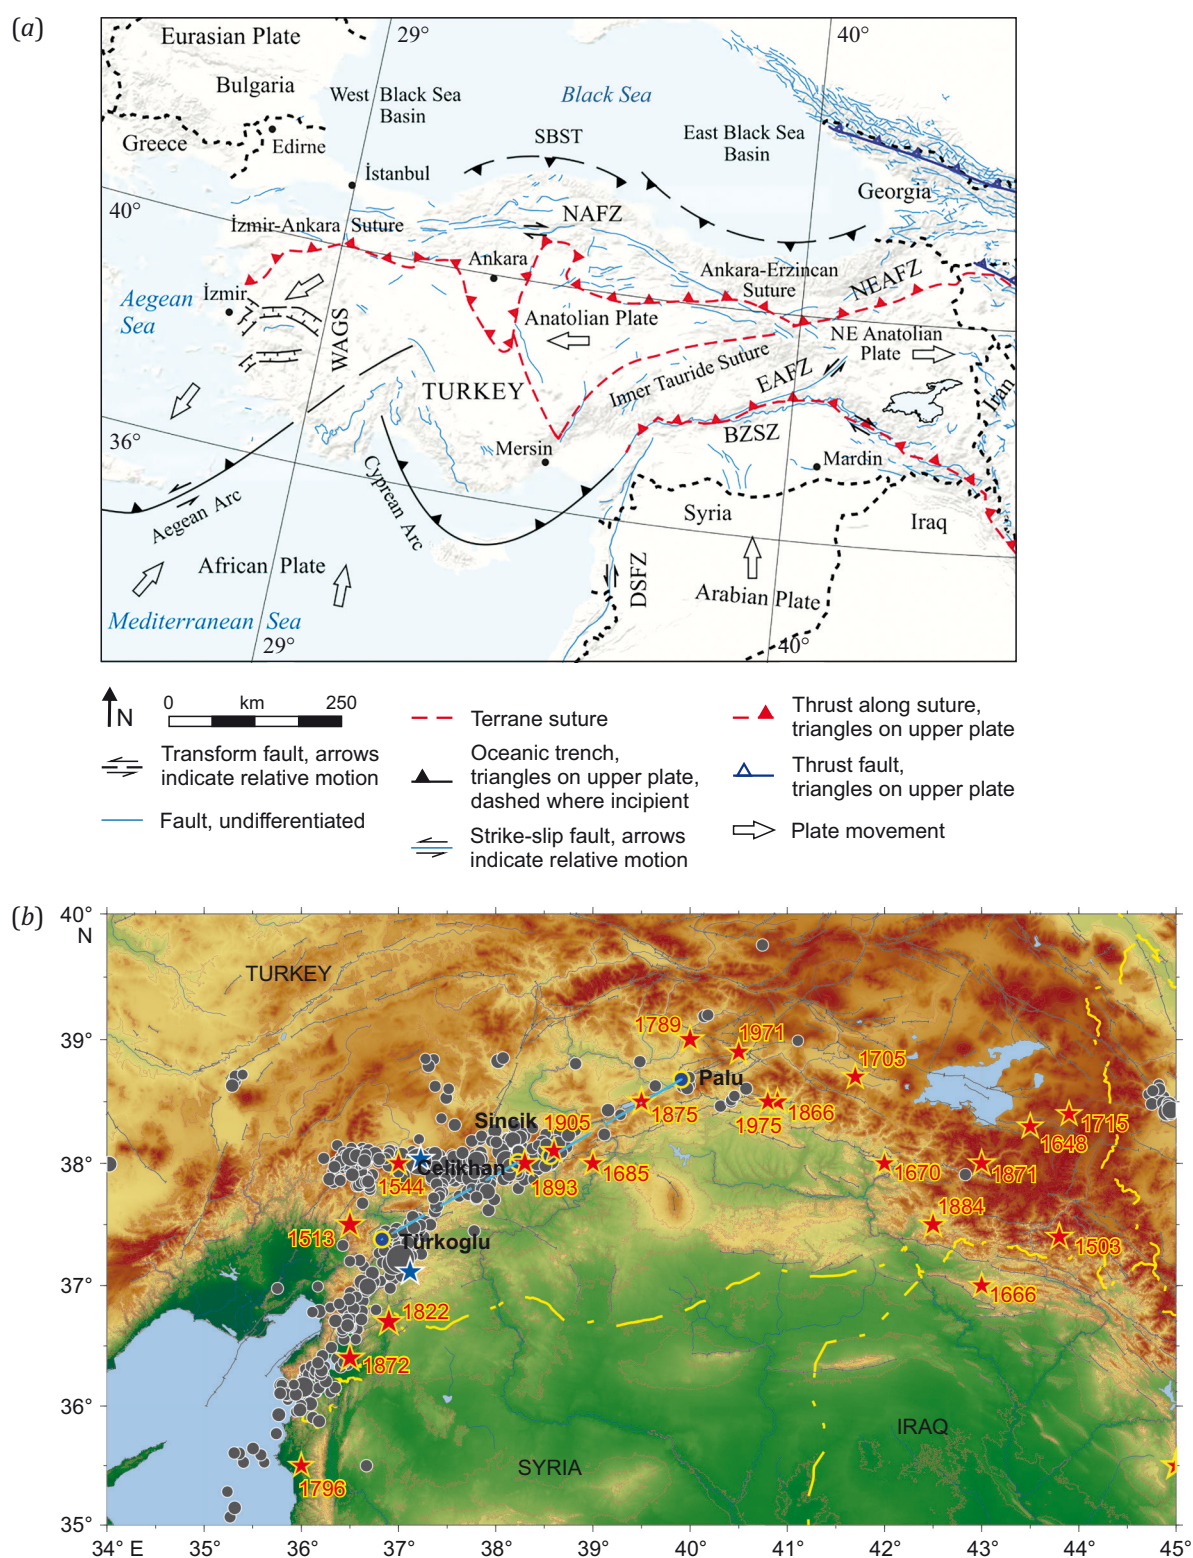 (a)
29°
40°
Eurasian Plate
Bulgaria
West Black Sea
Basin
Black Sea
SBST
East Black Sea
Basin
Greece
Edirne
İstanbul
Georgia
40°
İzmir-Ankara Suture
NAFZ
Ankara
Ankara-Erzincan
Suture
NEAFZ
Aegean
Sea
İzmir
WAGS
Anatolian Plate
NE Anatolian
Plate
Inner Tauride Suture
EAFZ
TURKEY
Iran
36°
Mersin
BZSZ
Mardin
Aegean Arc
Cyprean Arc
Syria
Iraq
African Plate
DSFZ
Arabian Plate
Mediterranean Sea
29°
40°
N
0 km 250
Transform fault, arrows
indicate relative motion
Fault, undifferentiated
Terrane suture
Oceanic trench,
triangles on upper plate,
dashed where incipient
Strike-slip fault, arrows
indicate relative motion
Thrust along suture,
triangles on upper plate
Thrust fault,
triangles on upper plate
Plate movement
(b)
40°
N
TURKEY
39°
1789
1971
1705
Palu
1875
1975
1866
Sincik
1905
1715
1648
38°
Celikhan
1544
1893
1685
1670
1871
1884
1513
Türkoglu
1503
37°
1666
1822
1872
36°
IRAQ
SYRIA
1796
35°
34° E
35°
36°
37°
38°
39°
40°
41°
42°
43°
44°
45°